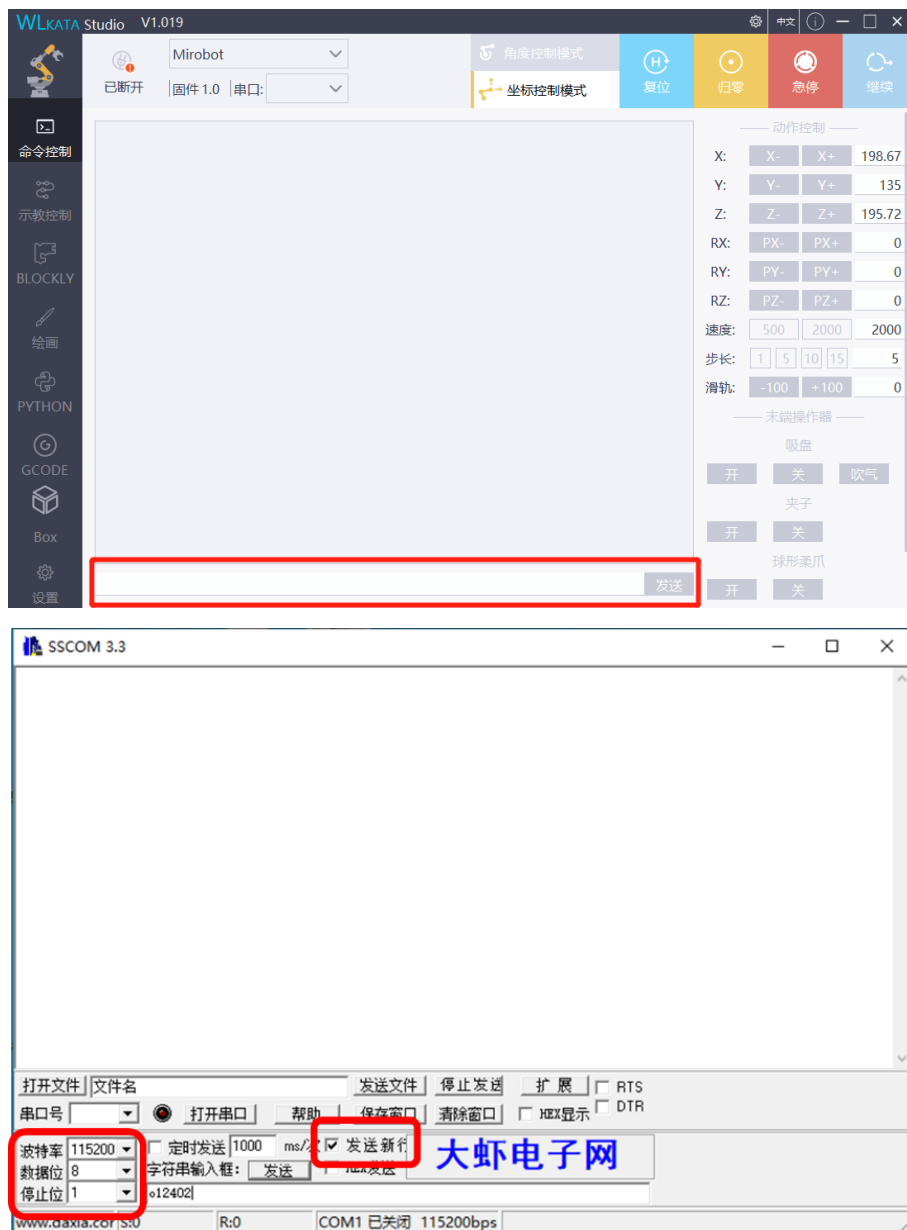 WLKATA Studio V1.019
中文
已断开
Mirobot
固件1.0 串口:
角度控制模式
坐标控制模式
复位
归零
急停
继续
命令控制
示教控制
BLOCKLY
绘画
PYTHON
GCODE
Box
设置
发送
动作控制
X: X- X+ 198.67
Y: Y- Y+ 135
Z: Z- Z+ 195.72
RX: PX- PX+ 0
RY: PY- PY+ 0
RZ: PZ- PZ+ 0
速度: 500 2000 2000
步长: 1 5 10 15 5
滑轨: -100 +100 0
末端操作器
吸盘
开 关 吹气
夹子
开 关
球形柔爪
开 关
SSCOM 3.3
打开文件 文件名 发送文件 停止发送 扩展 RTS
串口号 打开串口 帮助 保存窗口 清除窗口 HEX显示 DTR
波特率 115200 定时发送 1000 ms/次 发送新行
数据位 8 字符串输入框: 发送 HEX发送
停止位 1 o12402
大虾电子网
www.daxia.com S:0 R:0 COM1 已关闭 115200bps